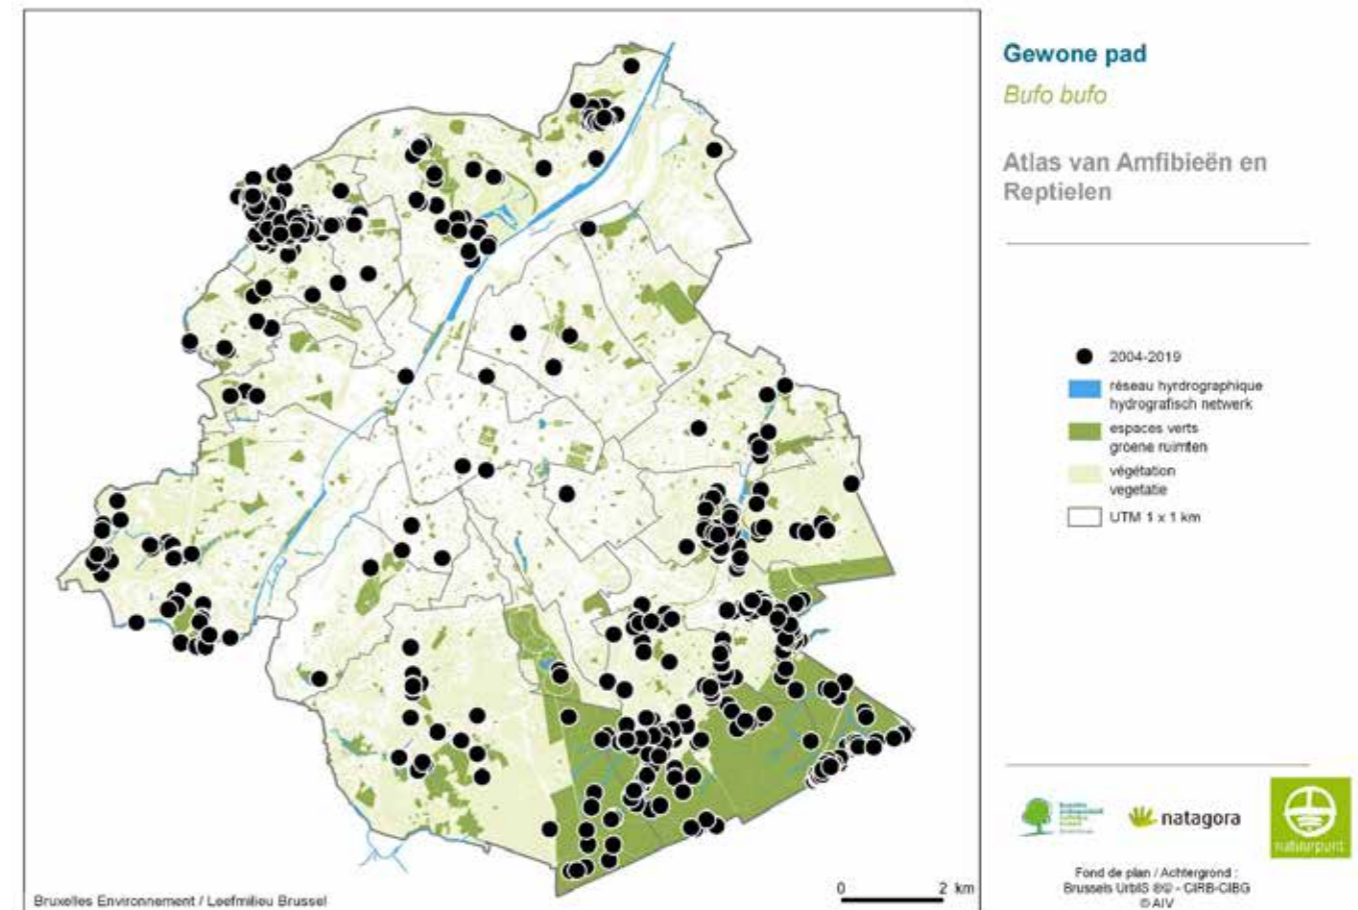 Gewone pad
Bufo bufo
Atlas van Amfibieën en
Reptielen
2004-2019
réseau hyrdrographique
hydrografisch netwerk
espaces verts
groene ruimten
végétation
vegetatie
UTM 1 x 1 km
natagora
natuurpunt
Fond de plan / Achtergrond :
Brussels UrbIS ®© - CIRB-CIBG
© AIV
0 2 km
Bruxelles Environnement / Leefmilieu Brussel